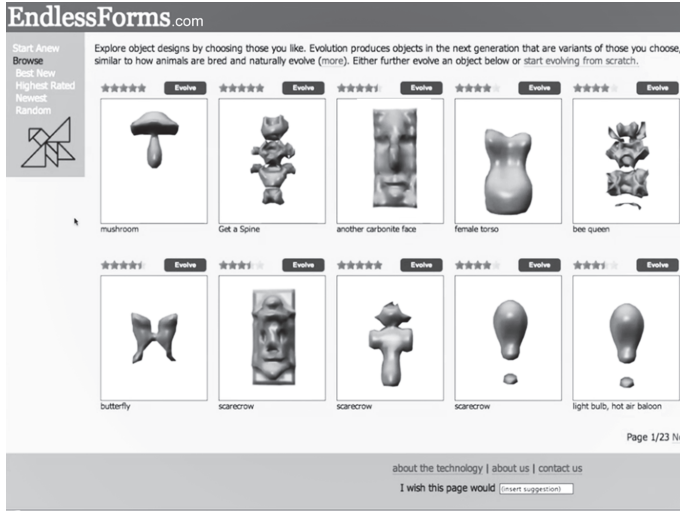 EndlessForms.com
Start Anew
Browse
Best New
Highest Rated
Newest
Random
Explore object designs by choosing those you like. Evolution produces objects in the next generation that are variants of those you choose,
similar to how animals are bred and naturally evolve (more). Either further evolve an object below or start evolving from scratch.
Evolve Evolve Evolve Evolve Evolve
mushroom Get a Spine another carbonite face female torso bee queen
Evolve Evolve Evolve Evolve Evolve
butterfly scarecrow scarecrow scarecrow light bulb, hot air baloon
Page 1/23
about the technology | about us | contact us
I wish this page would (insert suggestion)